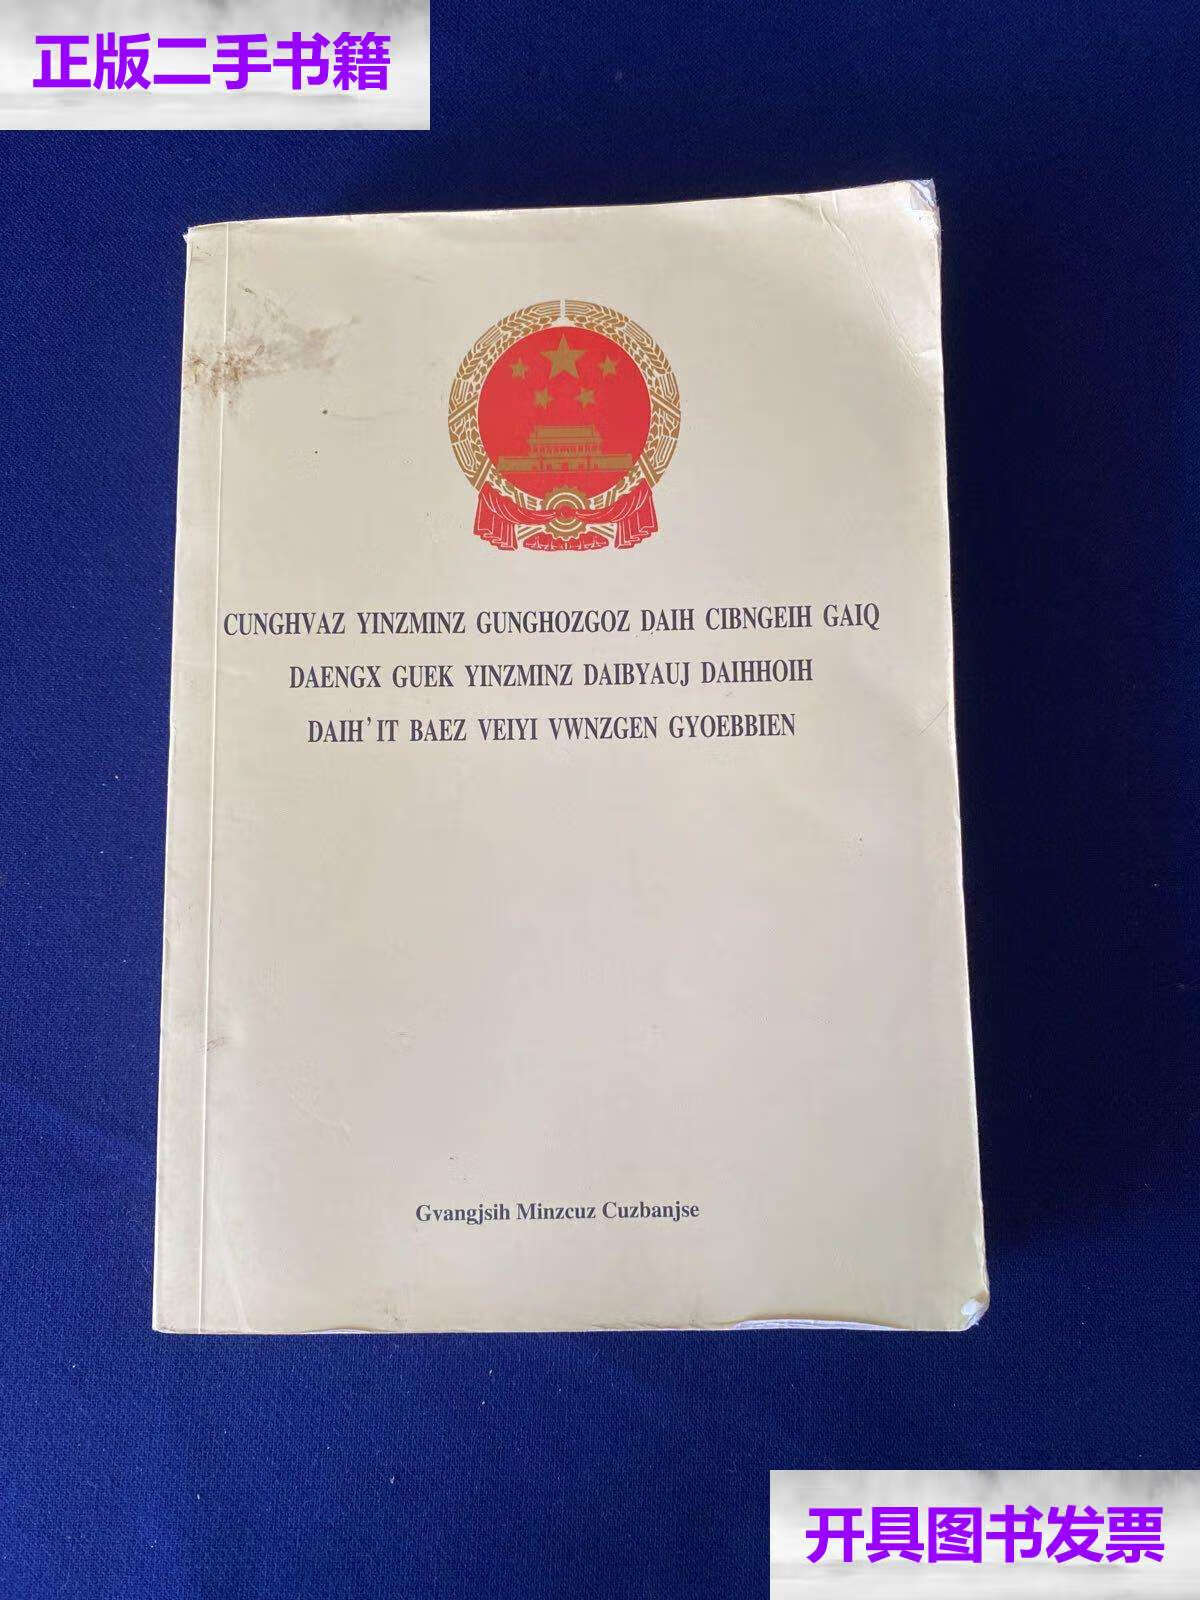 正版二手书籍
CUNGHVAZ YINZMINZ GUNGHOZGOZ DAIH CIBNGEIH GAIQ
DAENGX GUEK YINZMINZ DAIBYAUJ DAIHHOIH
DAIH'IT BAEZ VEIYI VWNZGEN GYOEBBIEN
Gvangjsih Minzcuz Cuzbanjse
开具图书发票